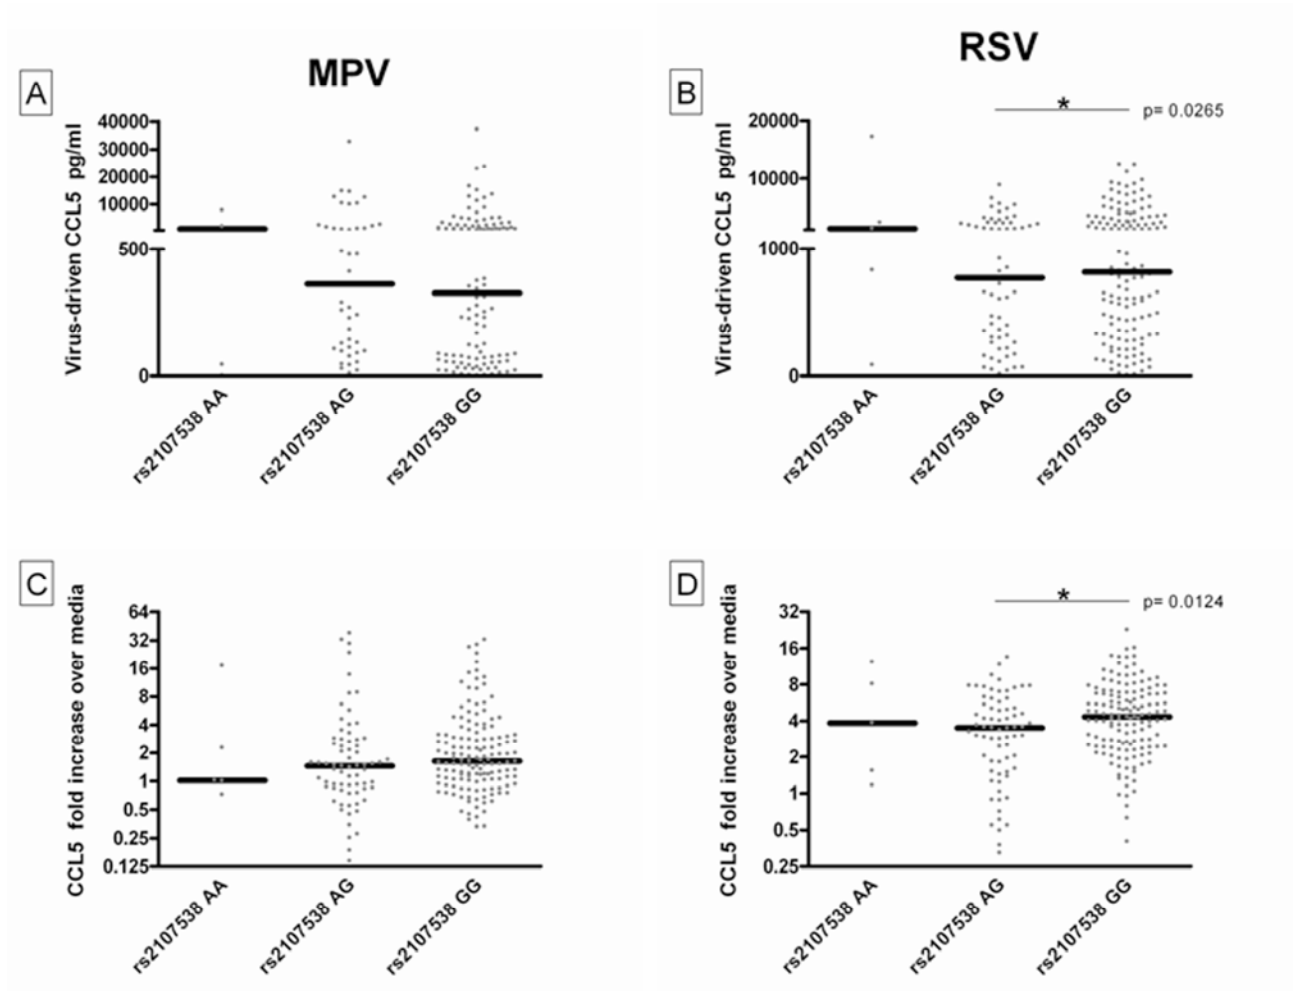 MPV
RSV
A
Virus-driven CCL5 pg/ml
40000
30000
20000
10000
500
0
rs2107538 AA
rs2107538 AG
rs2107538 GG
B
Virus-driven CCL5 pg/ml
*
p= 0.0265
20000
10000
1000
0
rs2107538 AA
rs2107538 AG
rs2107538 GG
C
CCL5 fold increase over media
64
32
16
8
4
2
1
0.5
0.25
0.125
rs2107538 AA
rs2107538 AG
rs2107538 GG
D
CCL5 fold increase over media
*
p= 0.0124
32
16
8
4
2
1
0.5
0.25
rs2107538 AA
rs2107538 AG
rs2107538 GG